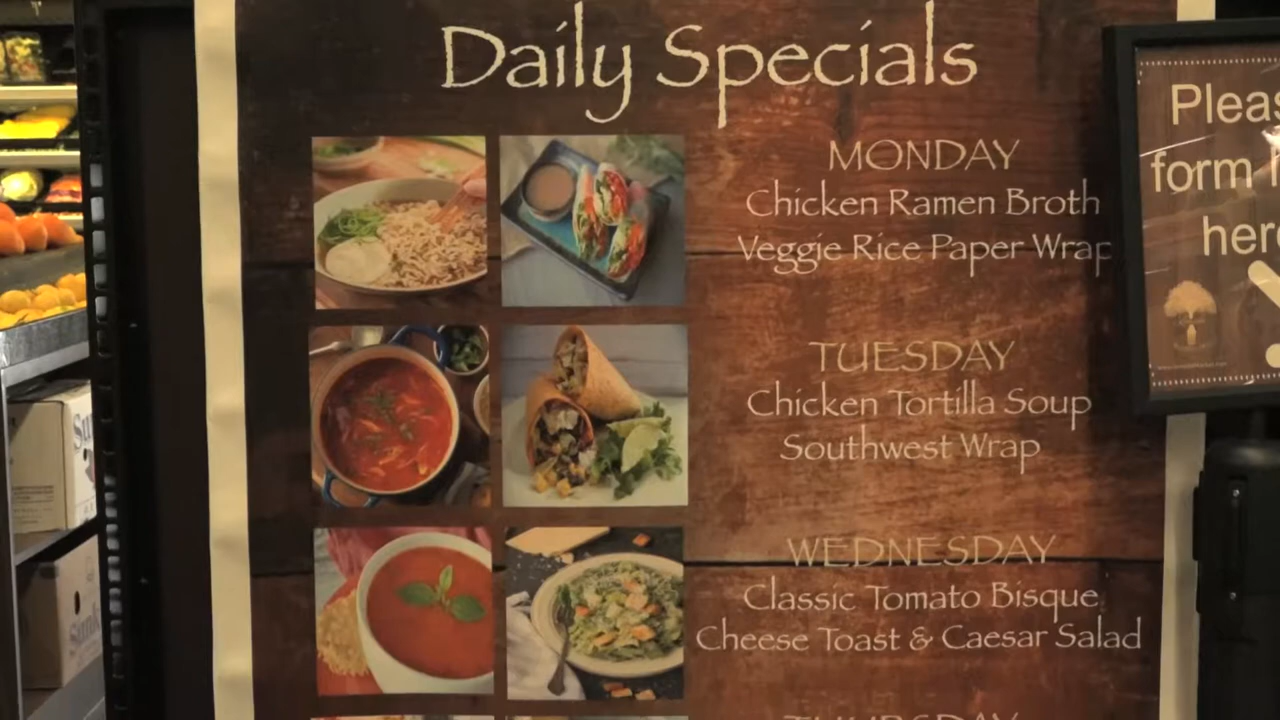 Daily Specials
MONDAY
Chicken Ramen Broth
Veggie Rice Paper Wrap
TUESDAY
Chicken Tortilla Soup
Southwest Wrap
WEDNESDAY
Classic Tomato Bisque
Cheese Toast & Caesar Salad
THURSDAY
Pleas
form
here